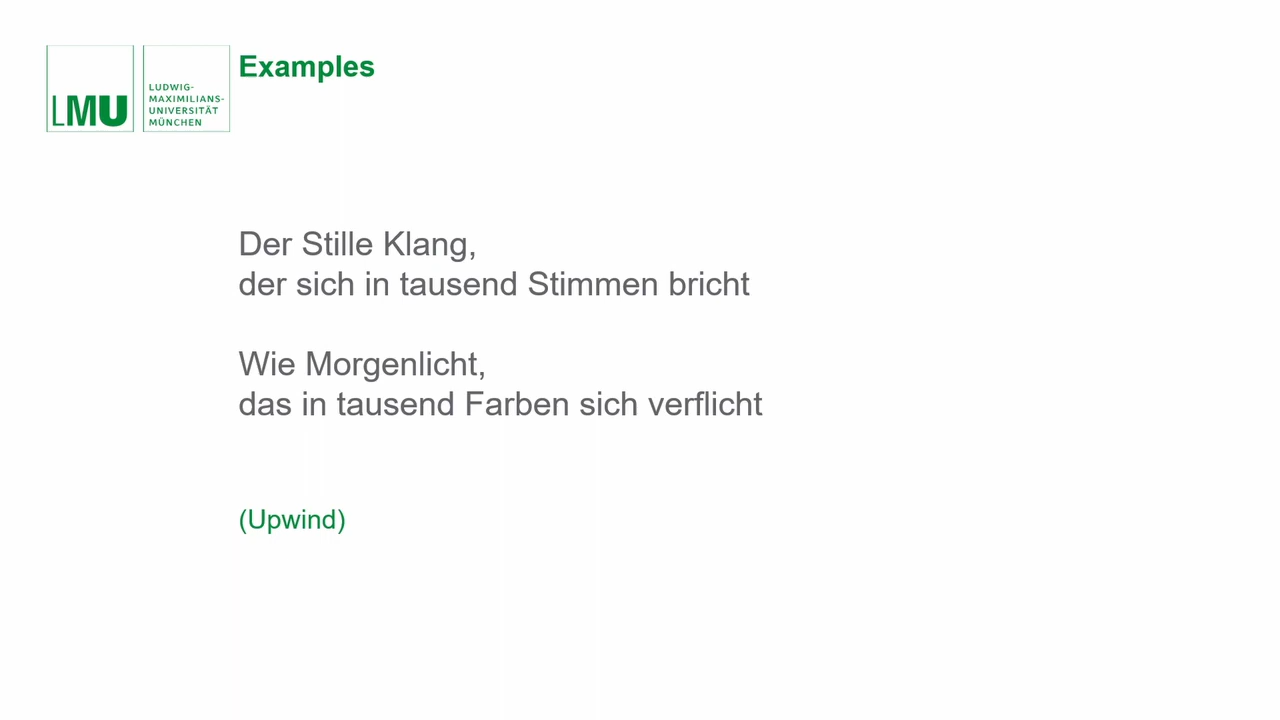 LMU
LUDWIG-
MAXIMILIANS-
UNIVERSITÄT
MÜNCHEN
Examples
Der Stille Klang,
der sich in tausend Stimmen bricht
Wie Morgenlicht,
das in tausend Farben sich verflicht
(Upwind)